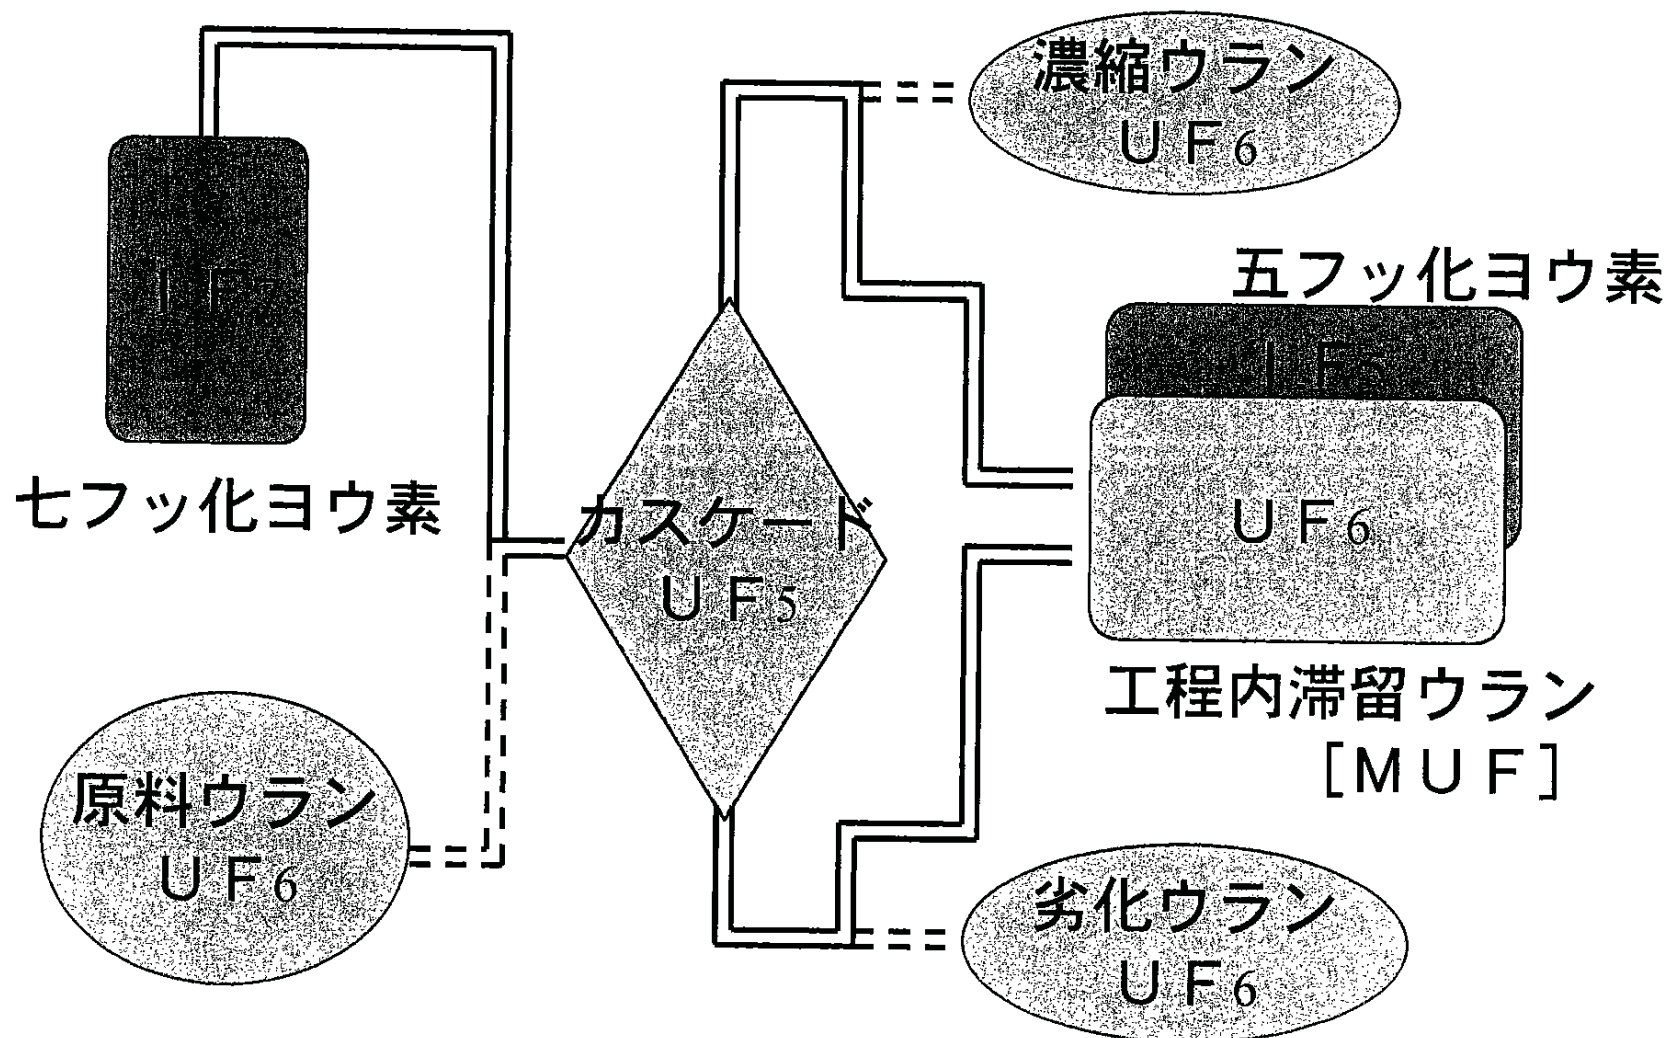 濃縮ウラン
UF6
五フッ化ヨウ素
IF5
UF6
工程内滞留ウラン
[MUF]
IF7
七フッ化ヨウ素
カスケード
UF5
原料ウラン
UF6
劣化ウラン
UF6